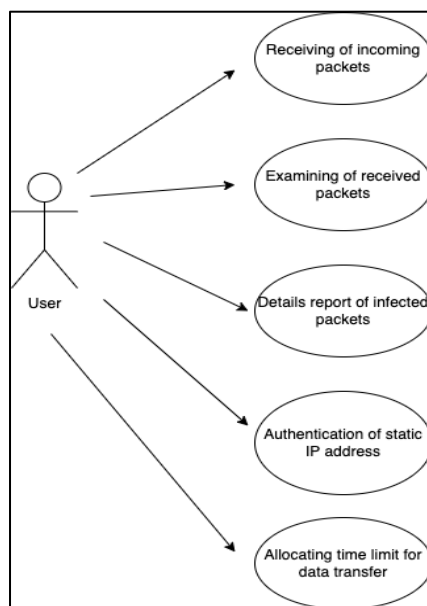 Receiving of incoming
packets
Examining of received
packets
User
Details report of infected
packets
Authentication of static
IP address
Allocating time limit for
data transfer